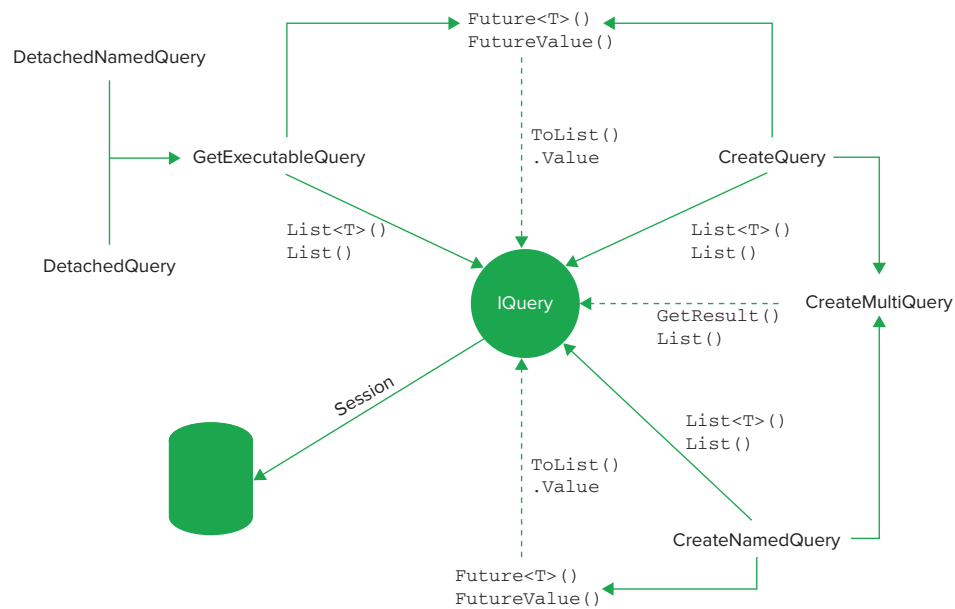 Future<T>()
FutureValue()
DetachedNamedQuery
ToList()
.Value
GetExecutableQuery
CreateQuery
List<T>()
List()
List<T>()
List()
DetachedQuery
IQuery
CreateMultiQuery
GetResult()
List()
Session
List<T>()
List()
ToList()
.Value
CreateNamedQuery
Future<T>()
FutureValue()